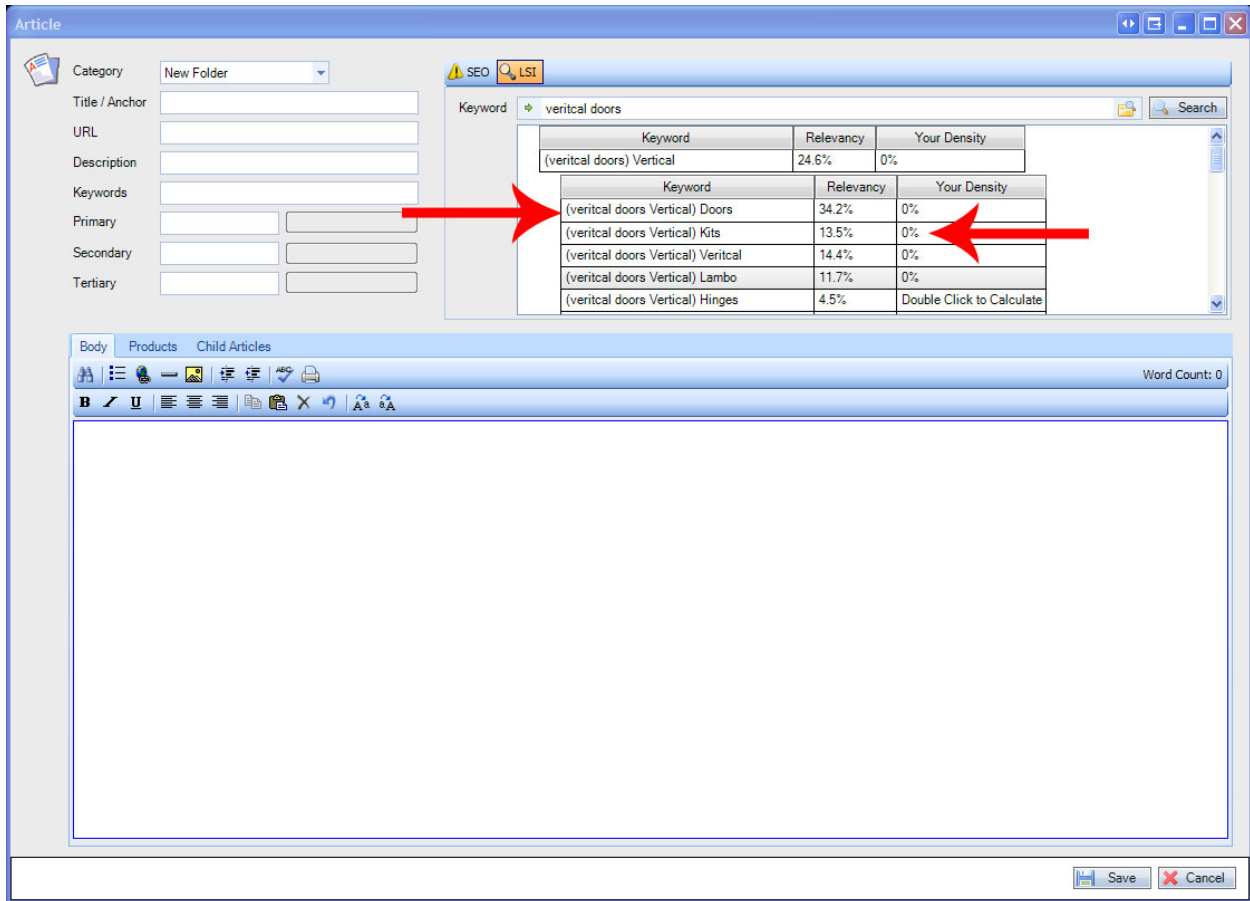 Article
Category New Folder
Title / Anchor
URL
Description
Keywords
Primary
Secondary
Tertiary
SEO LSI
Keyword veritcal doors Search
Keyword Relevancy Your Density
(veritcal doors) Vertical 24.6% 0%
Keyword Relevancy Your Density
(veritcal doors Vertical) Doors 34.2% 0%
(veritcal doors Vertical) Kits 13.5% 0%
(veritcal doors Vertical) Veritcal 14.4% 0%
(veritcal doors Vertical) Lambo 11.7% 0%
(veritcal doors Vertical) Hinges 4.5% Double Click to Calculate
Body Products Child Articles
ABC Word Count: 0
B I U Aa aA
Save Cancel